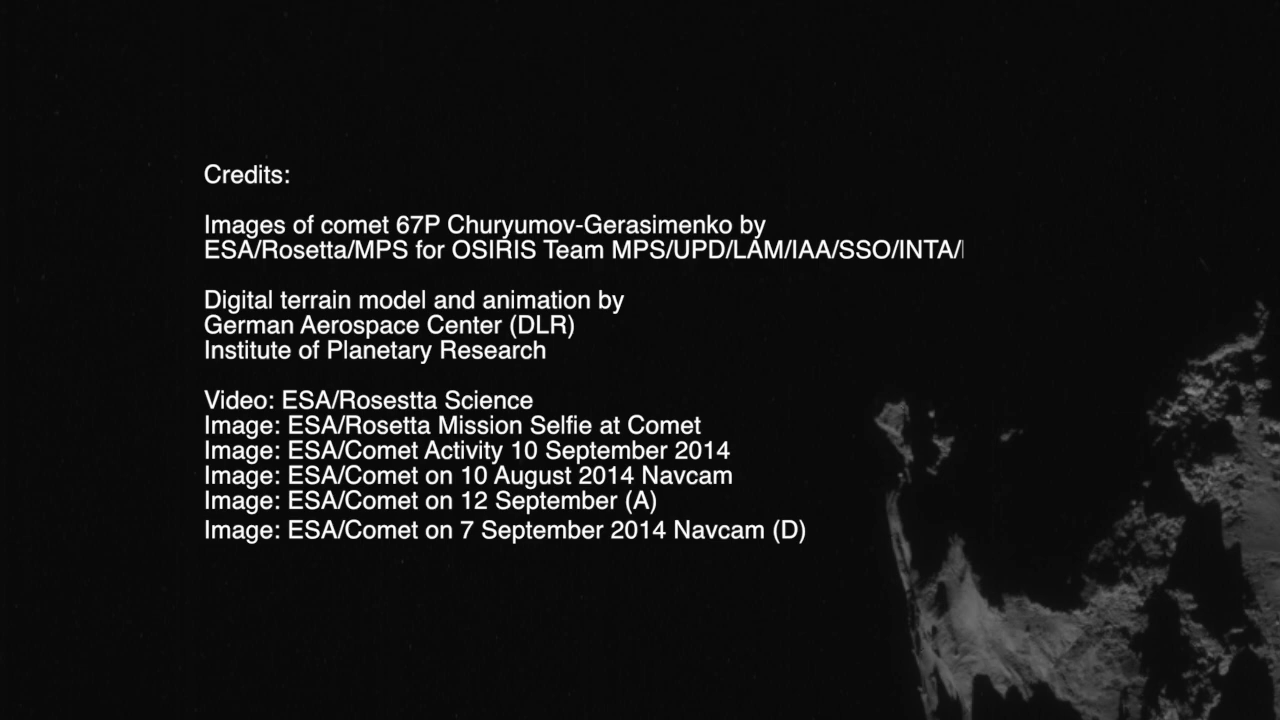 Credits:
Images of comet 67P Churyumov-Gerasimenko by
ESA/Rosetta/MPS for OSIRIS Team MPS/UPD/LAM/IAA/SSO/INTA/
Digital terrain model and animation by
German Aerospace Center (DLR)
Institute of Planetary Research
Video: ESA/Rosestta Science
Image: ESA/Rosetta Mission Selfie at Comet
Image: ESA/Comet Activity 10 September 2014
Image: ESA/Comet on 10 August 2014 Navcam
Image: ESA/Comet on 12 September (A)
Image: ESA/Comet on 7 September 2014 Navcam (D)